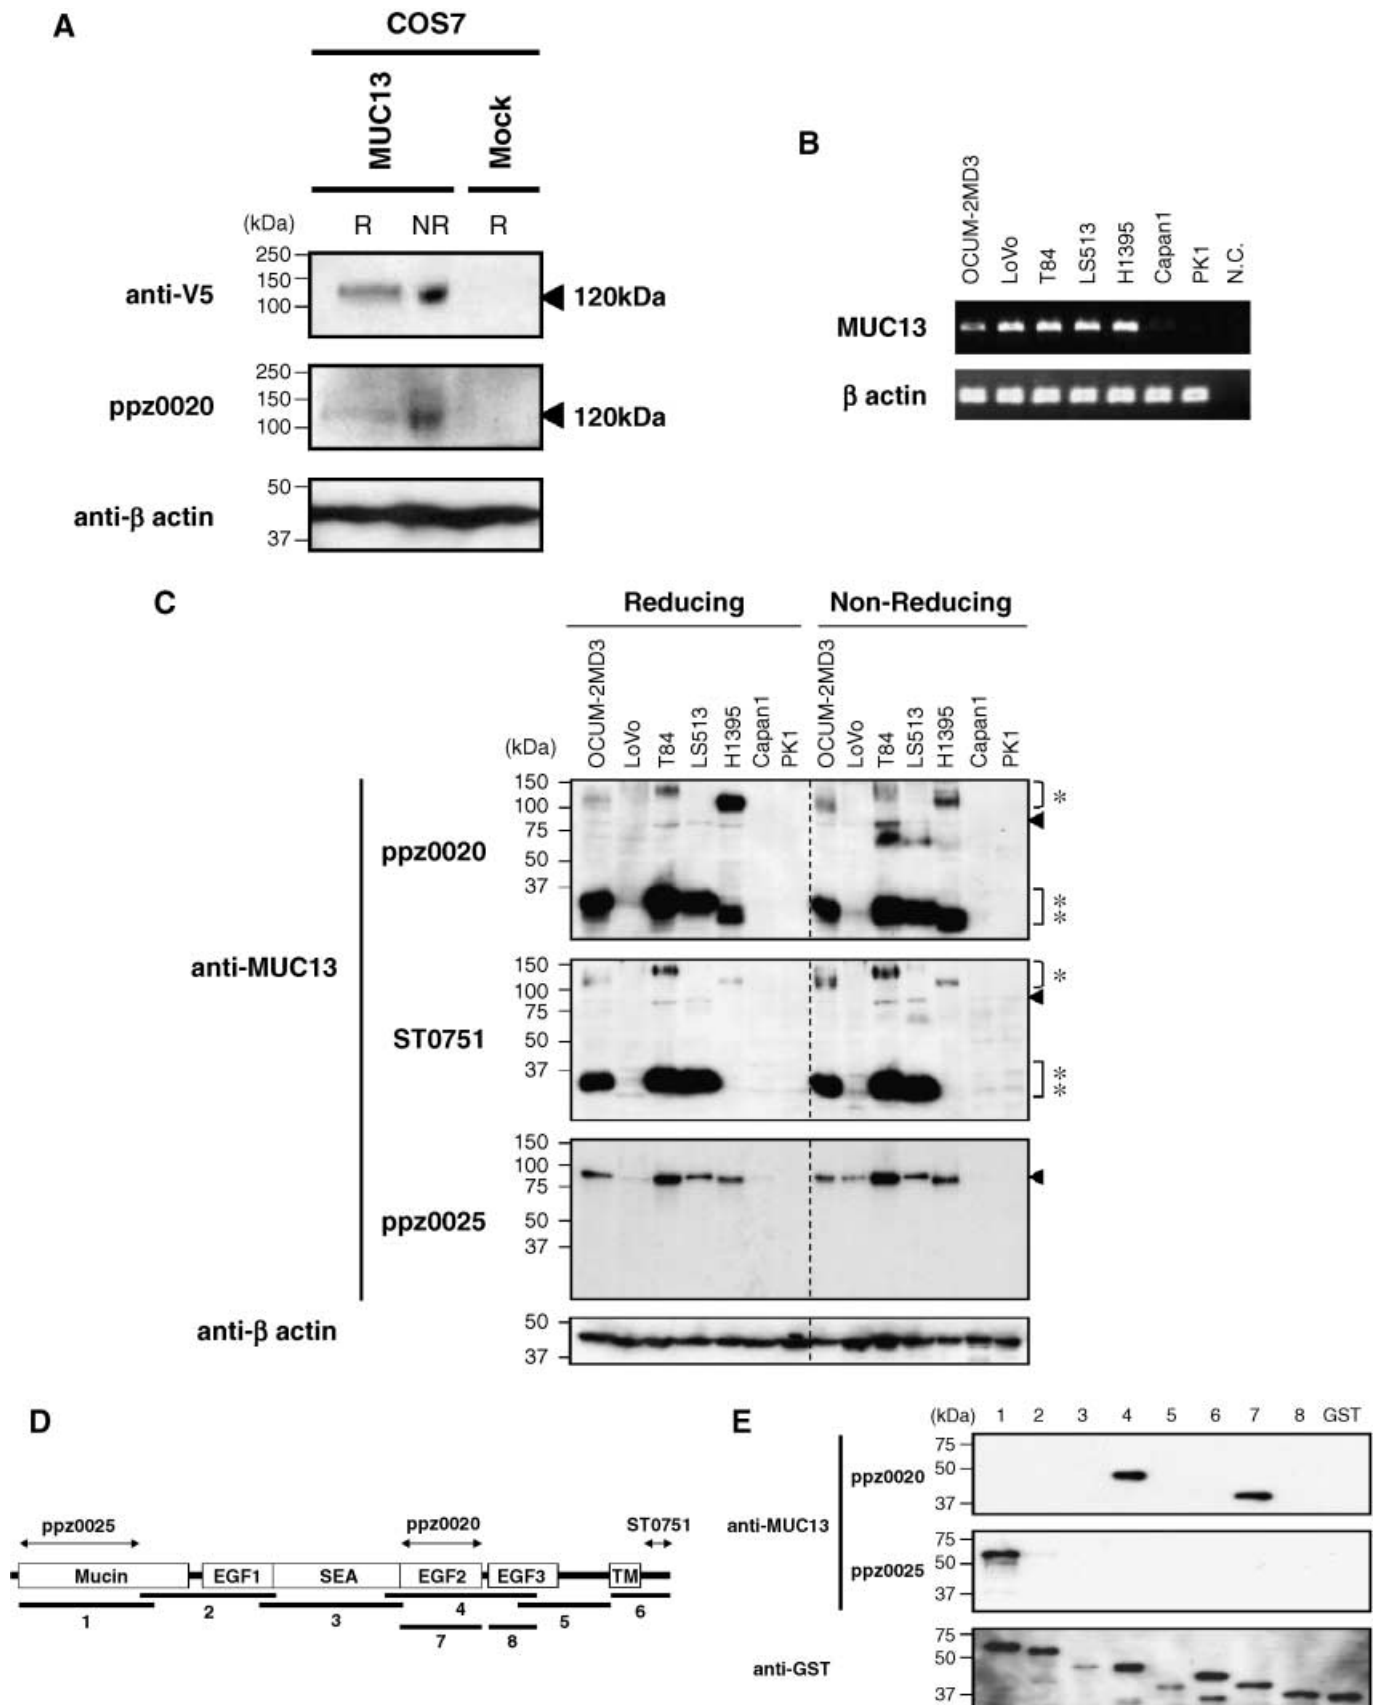 A
COS7
MUC13
Mock
(kDa)
R
NR
R
250
150
100
anti-V5
120kDa
250
150
100
ppz0020
120kDa
50
37
anti-β actin
B
OCUM-2MD3
LoVo
T84
LS513
H1395
Capan1
PK1
N.C.
MUC13
β actin
C
Reducing
Non-Reducing
OCUM-2MD3
LoVo
T84
LS513
H1395
Capan1
PK1
OCUM-2MD3
LoVo
T84
LS513
H1395
Capan1
PK1
(kDa)
anti-MUC13
ppz0020
150
100
75
50
37
*
*
*
ST0751
150
100
75
50
37
*
*
*
ppz0025
150
100
75
50
37
anti-β actin
50
37
D
ppz0025
ppz0020
ST0751
Mucin
EGF1
SEA
EGF2
EGF3
TM
1
2
3
4
5
6
7
8
E
(kDa) 1 2 3 4 5 6 7 8 GST
anti-MUC13
ppz0020
75
50
37
ppz0025
75
50
37
anti-GST
75
50
37